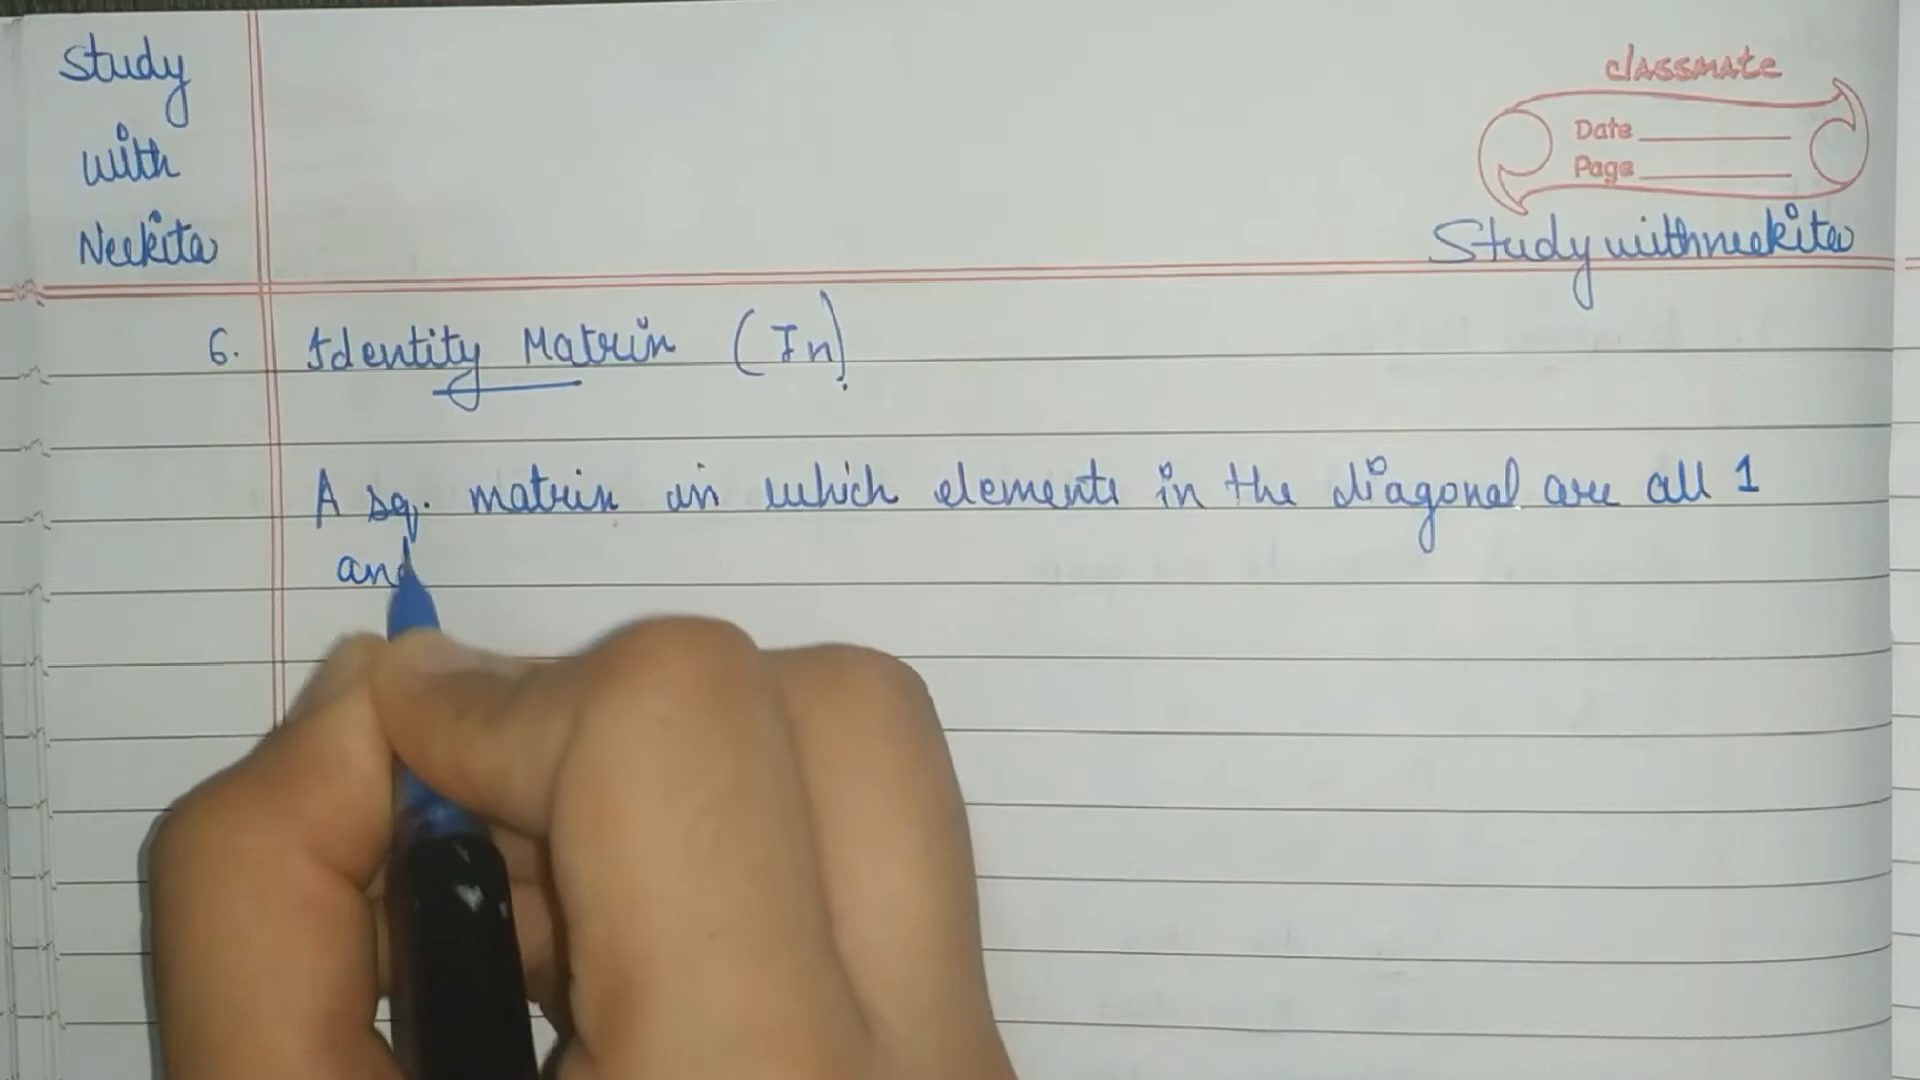 Study
with
Neekita
classmate
Date
Page
Studywithneekita
6. Identity Matrix (In)
A sq. matrix in which elements in the diagonal are all 1
and